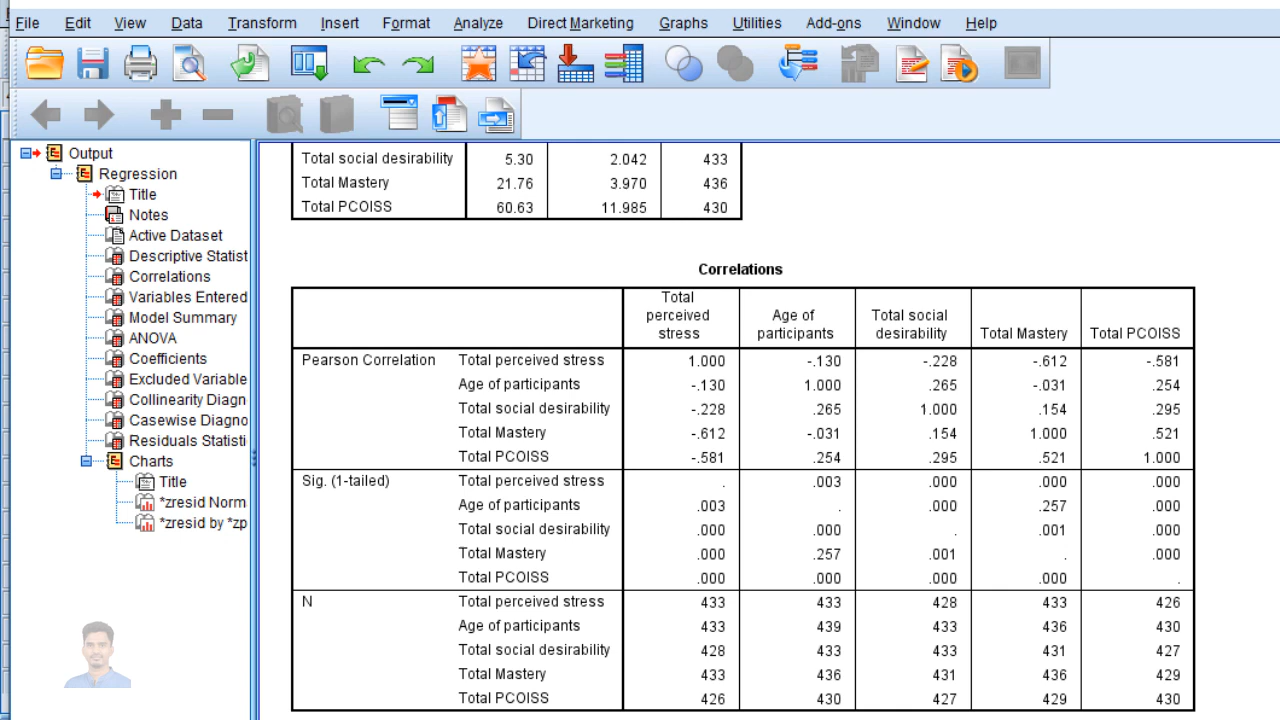 File Edit View Data Transform Insert Format Analyze Direct Marketing Graphs Utilities Add-ons Window Help
Output
Regression
Title
Notes
Active Dataset
Descriptive Statist
Correlations
Variables Entered
Model Summary
ANOVA
Coefficients
Excluded Variable
Collinearity Diagn
Casewise Diagno
Residuals Statisti
Charts
Title
*zresid Norm
*zresid by *zp
Total social desirability 5.30 2.042 433
Total Mastery 21.76 3.970 436
Total PCOISS 60.63 11.985 430
Correlations
Total perceived stress Age of participants Total social desirability Total Mastery Total PCOISS
Pearson Correlation Total perceived stress 1.000 -.130 -.228 -.612 -.581
Age of participants -.130 1.000 .265 -.031 .254
Total social desirability -.228 .265 1.000 .154 .295
Total Mastery -.612 -.031 .154 1.000 .521
Total PCOISS -.581 .254 .295 .521 1.000
Sig. (1-tailed) Total perceived stress . .003 .000 .000 .000
Age of participants .003 . .000 .257 .000
Total social desirability .000 .000 . .001 .000
Total Mastery .000 .257 .001 . .000
Total PCOISS .000 .000 .000 .000 .
N Total perceived stress 433 433 428 433 426
Age of participants 433 439 433 436 430
Total social desirability 428 433 433 431 427
Total Mastery 433 436 431 436 429
Total PCOISS 426 430 427 429 430